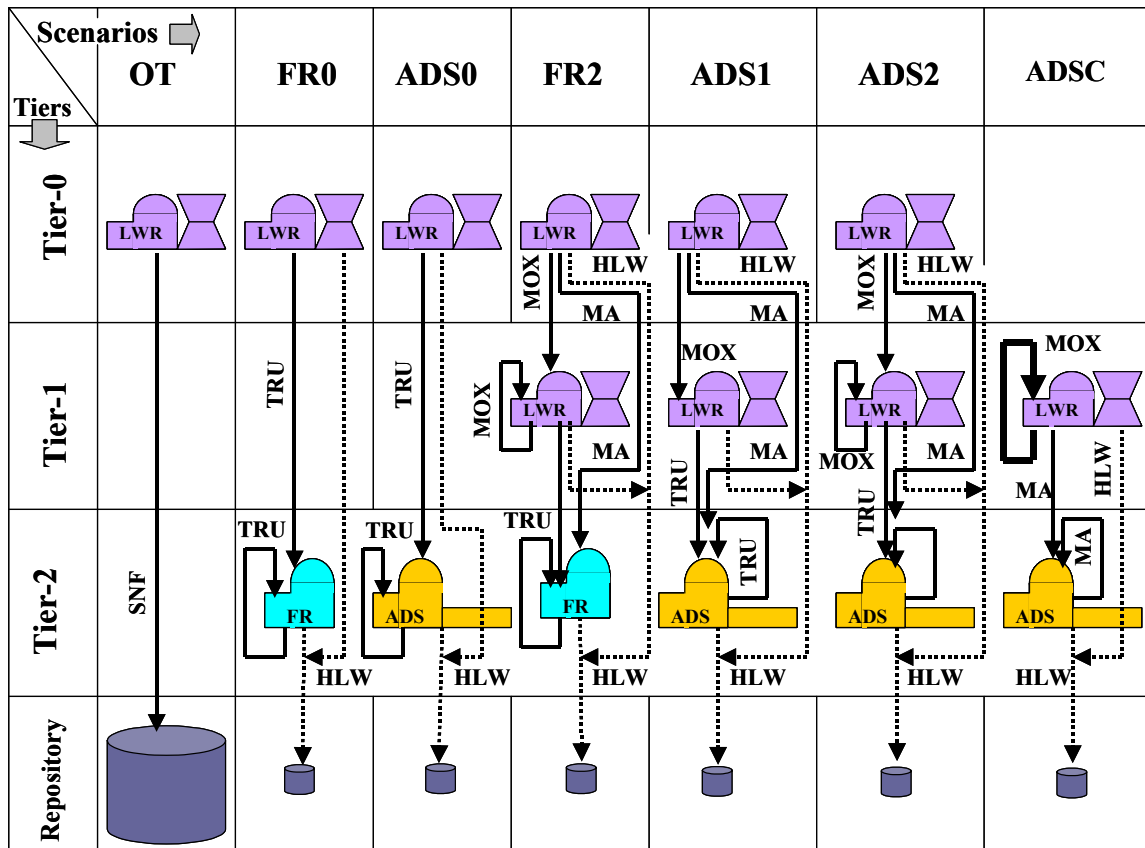 Scenarios
Tiers
OT FR0 ADS0 FR2 ADS1 ADS2 ADSC
Tier-0
LWR LWR LWR LWR LWR LWR
MOX HLW HLW MOX HLW
MA MA MA
Tier-1
TRU TRU MOX MOX
MOX LWR LWR LWR LWR
MA MA MOX MA HLW
TRU TRU MA
Tier-2
SNF TRU TRU TRU TRU MA
FR ADS FR ADS ADS ADS
HLW HLW HLW HLW HLW HLW
Repository